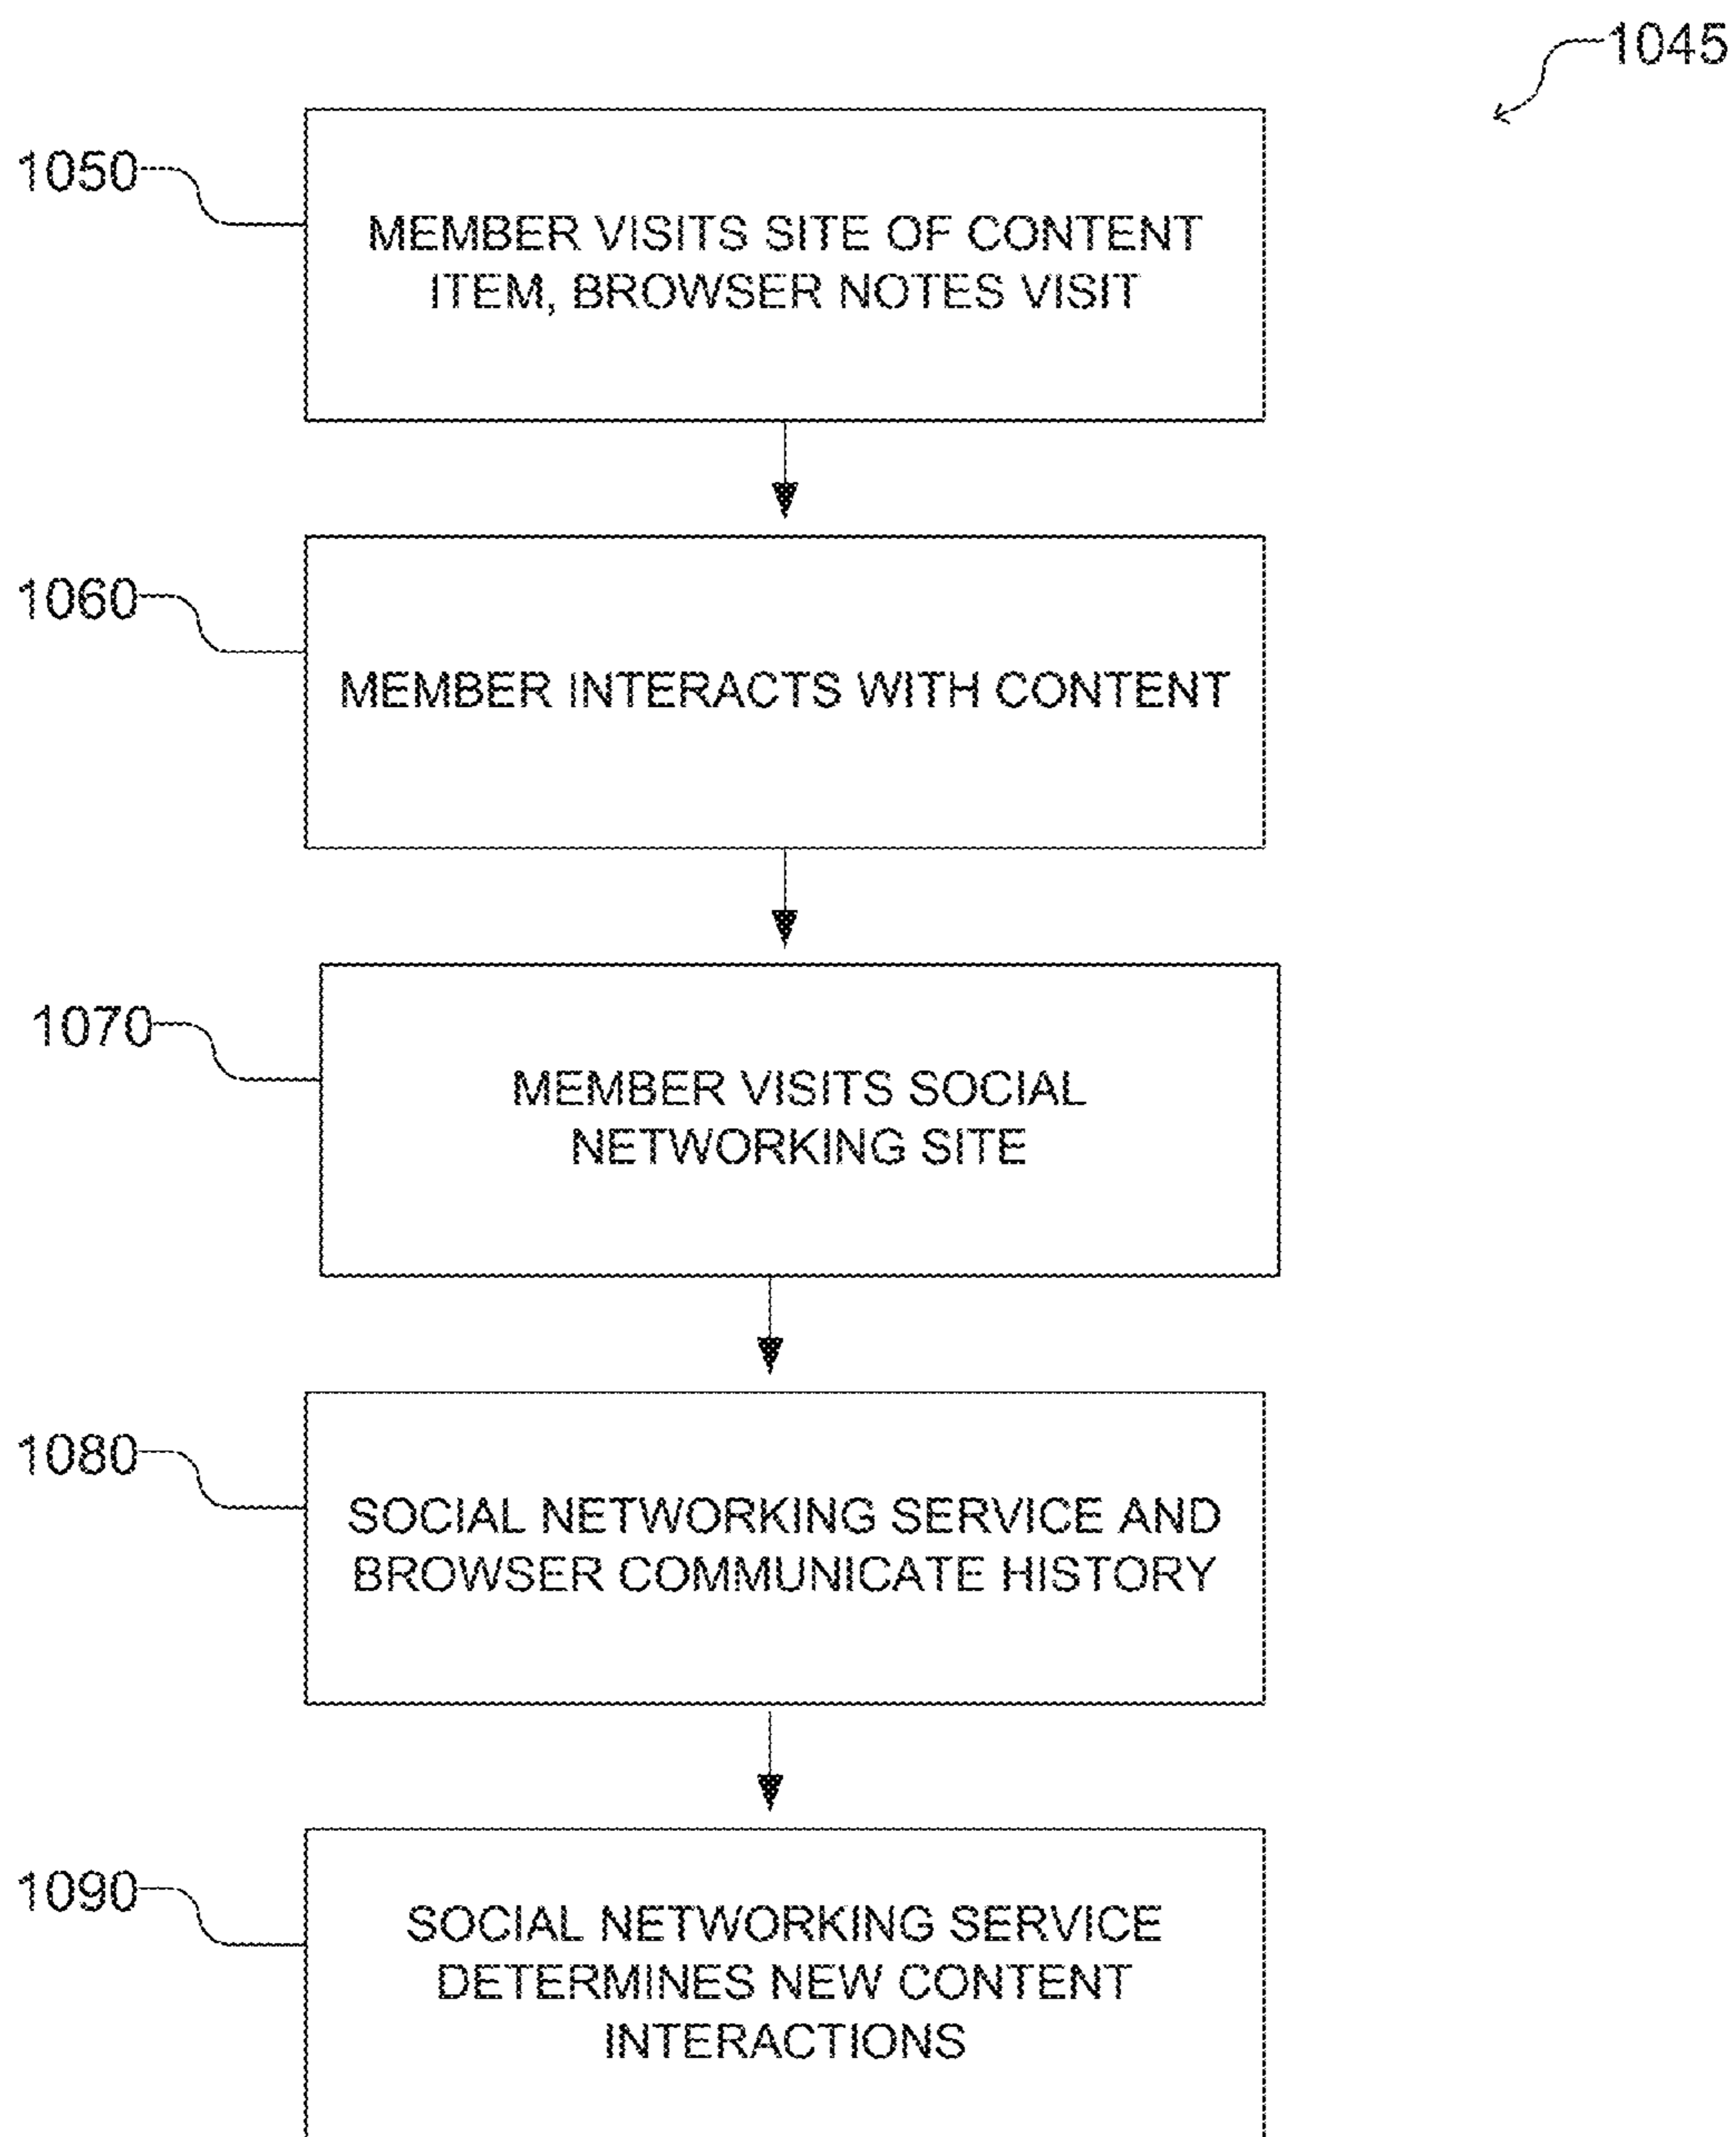 1045
1050
MEMBER VISITS SITE OF CONTENT
ITEM, BROWSER NOTES VISIT
1060
MEMBER INTERACTS WITH CONTENT
1070
MEMBER VISITS SOCIAL
NETWORKING SITE
1080
SOCIAL NETWORKING SERVICE AND
BROWSER COMMUNICATE HISTORY
1090
SOCIAL NETWORKING SERVICE
DETERMINES NEW CONTENT
INTERACTIONS